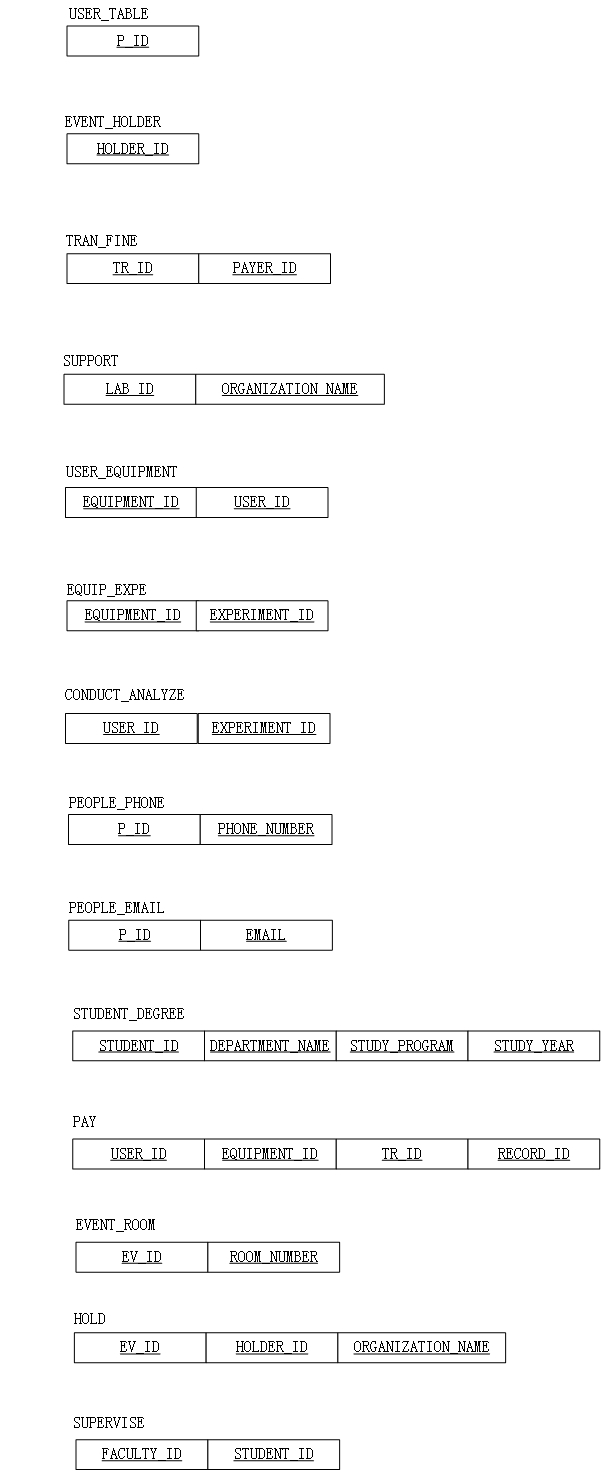 USER_TABLE
P_ID
EVENT_HOLDER
HOLDER_ID
TRAN_FINE
TR_ID PAYER_ID
SUPPORT
LAB_ID ORGANIZATION_NAME
USER_EQUIPMENT
EQUIPMENT_ID USER_ID
EQUIP_EXPE
EQUIPMENT_ID EXPERIMENT_ID
CONDUCT_ANALYZE
USER_ID EXPERIMENT_ID
PEOPLE_PHONE
P_ID PHONE_NUMBER
PEOPLE_EMAIL
P_ID EMAIL
STUDENT_DEGREE
STUDENT_ID DEPARTMENT_NAME STUDY_PROGRAM STUDY_YEAR
PAY
USER_ID EQUIPMENT_ID TR_ID RECORD_ID
EVENT_ROOM
EV_ID ROOM_NUMBER
HOLD
EV_ID HOLDER_ID ORGANIZATION_NAME
SUPERVISE
FACULTY_ID STUDENT_ID